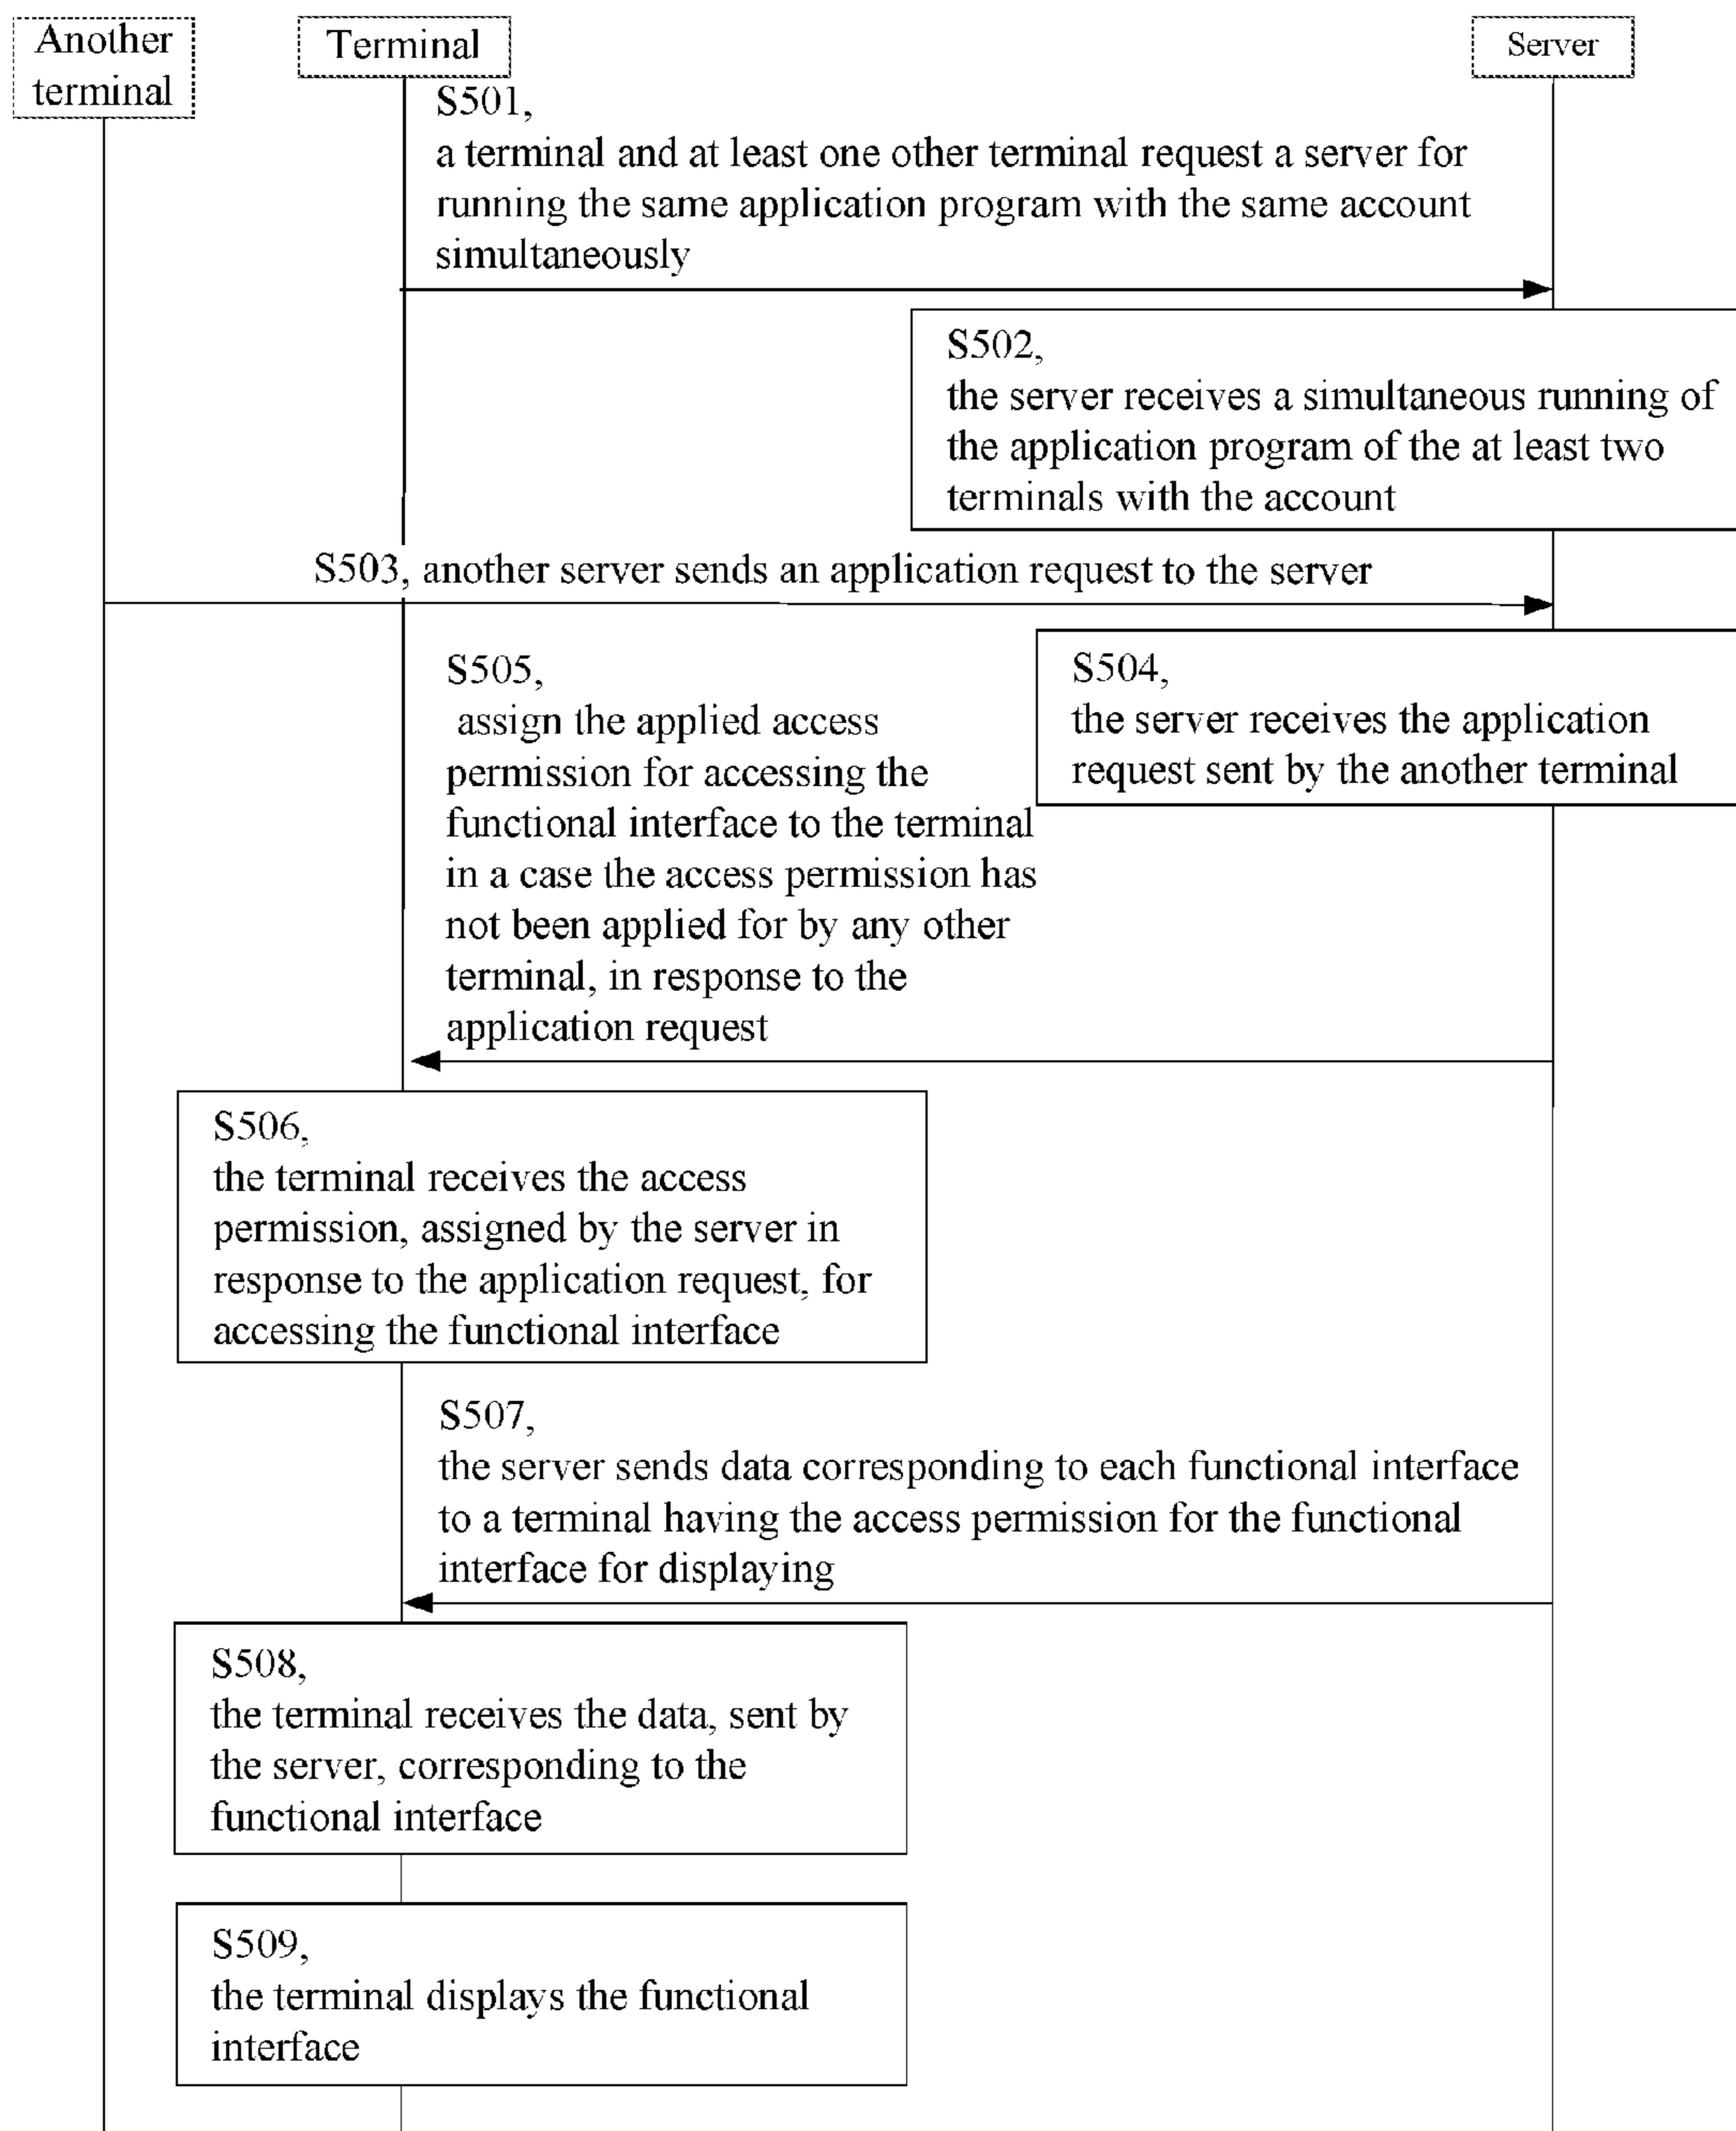 Another
terminal
Terminal
Server
S501,
a terminal and at least one other terminal request a server for
running the same application program with the same account
simultaneously
S502,
the server receives a simultaneous running of
the application program of the at least two
terminals with the account
S503, another server sends an application request to the server
S504,
the server receives the application
request sent by the another terminal
S505,
assign the applied access
permission for accessing the
functional interface to the terminal
in a case the access permission has
not been applied for by any other
terminal, in response to the
application request
S506,
the terminal receives the access
permission, assigned by the server in
response to the application request, for
accessing the functional interface
S507,
the server sends data corresponding to each functional interface
to a terminal having the access permission for the functional
interface for displaying
S508,
the terminal receives the data, sent by
the server, corresponding to the
functional interface
S509,
the terminal displays the functional
interface